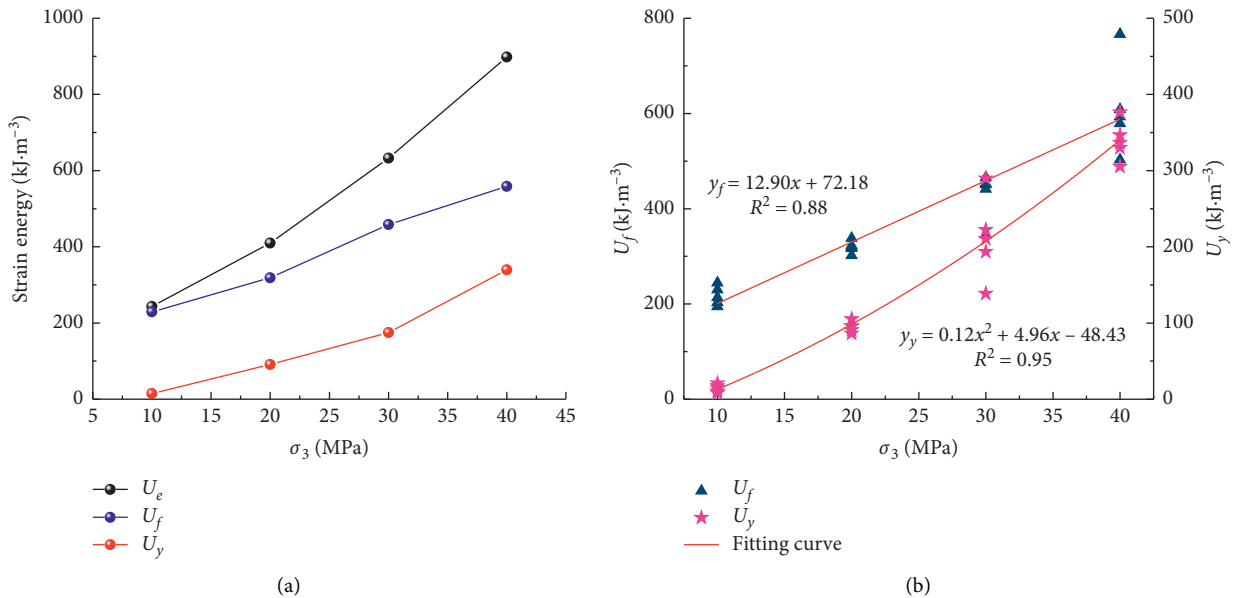 1000
800
600
400
200
0
Strain energy (kJ·m⁻³)
5 10 15 20 25 30 35 40 45
σ₃ (MPa)
U_e
U_f
U_y
(a)
800
600
400
200
0
U_f (kJ·m⁻³)
y_f = 12.90x + 72.18
R² = 0.88
y_y = 0.12x² + 4.96x – 48.43
R² = 0.95
500
400
300
200
100
0
U_y (kJ·m⁻³)
10 15 20 25 30 35 40
σ₃ (MPa)
U_f
U_y
Fitting curve
(b)